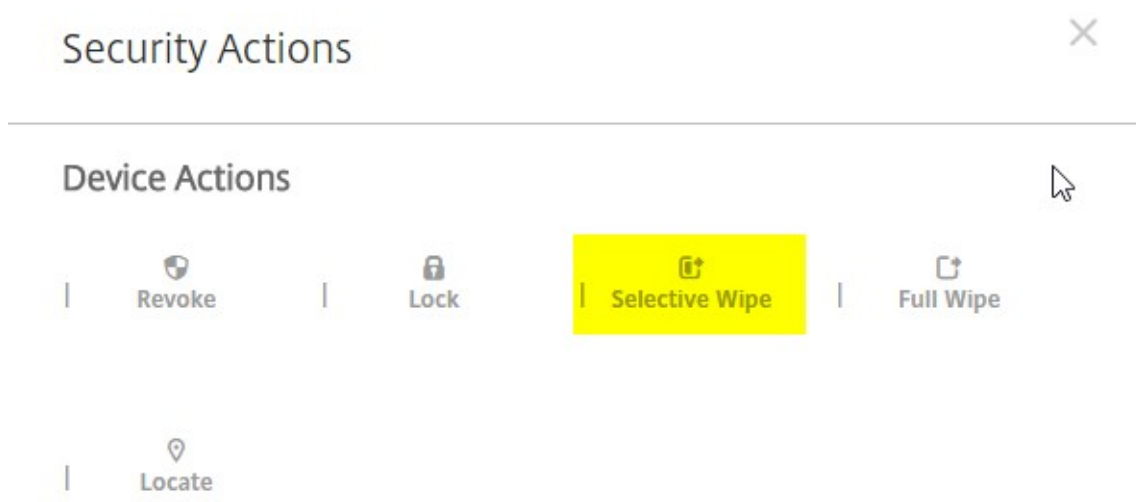 Security Actions
Device Actions
Revoke
Lock
Selective Wipe
Full Wipe
Locate